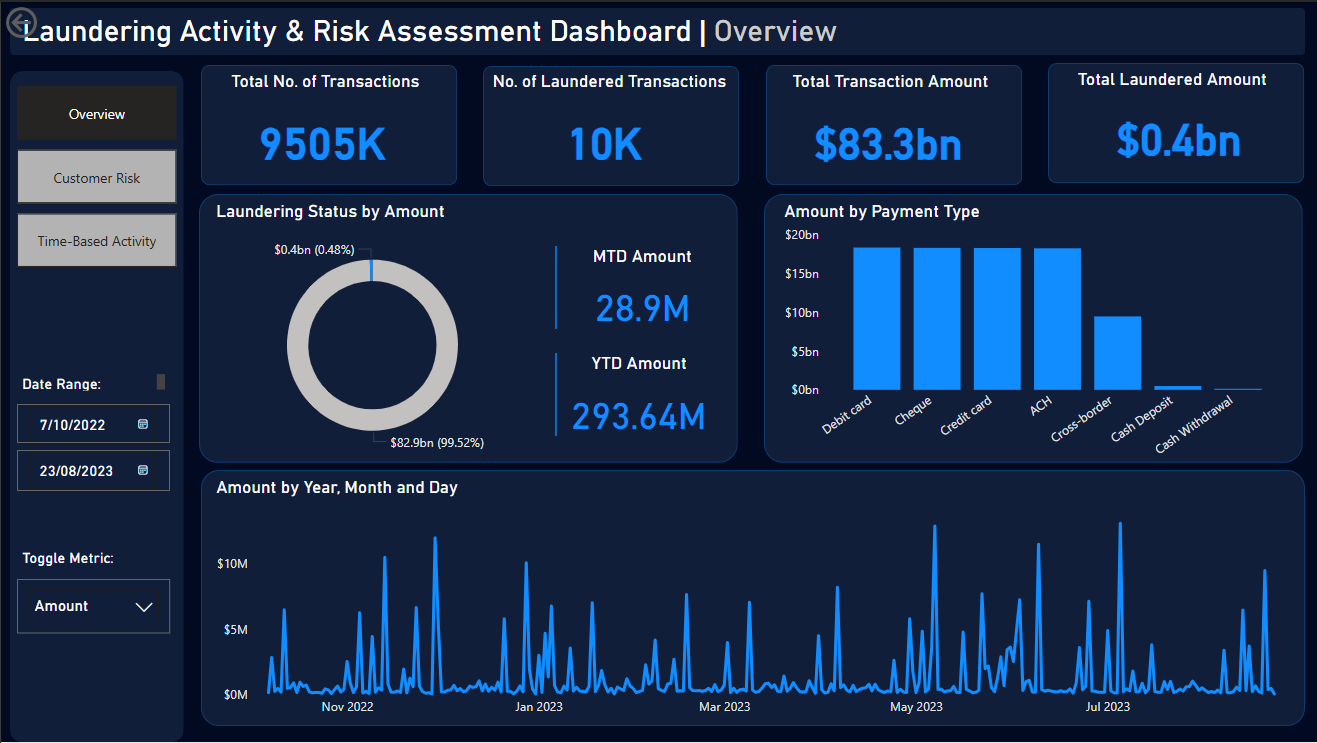 Laundering Activity & Risk Assessment Dashboard | Overview
Overview
Customer Risk
Time-Based Activity
Date Range:
7/10/2022
23/08/2023
Toggle Metric:
Amount
Total No. of Transactions
9505K
No. of Laundered Transactions
10K
Total Transaction Amount
$83.3bn
Total Laundered Amount
$0.4bn
Laundering Status by Amount
$0.4bn (0.48%)
$82.9bn (99.52%)
MTD Amount
28.9M
YTD Amount
293.64M
Amount by Payment Type
$20bn
$15bn
$10bn
$5bn
$0bn
Debit card
Cheque
Credit card
ACH
Cross-border
Cash Deposit
Cash Withdrawal
Amount by Year, Month and Day
$10M
$5M
$0M
Nov 2022
Jan 2023
Mar 2023
May 2023
Jul 2023